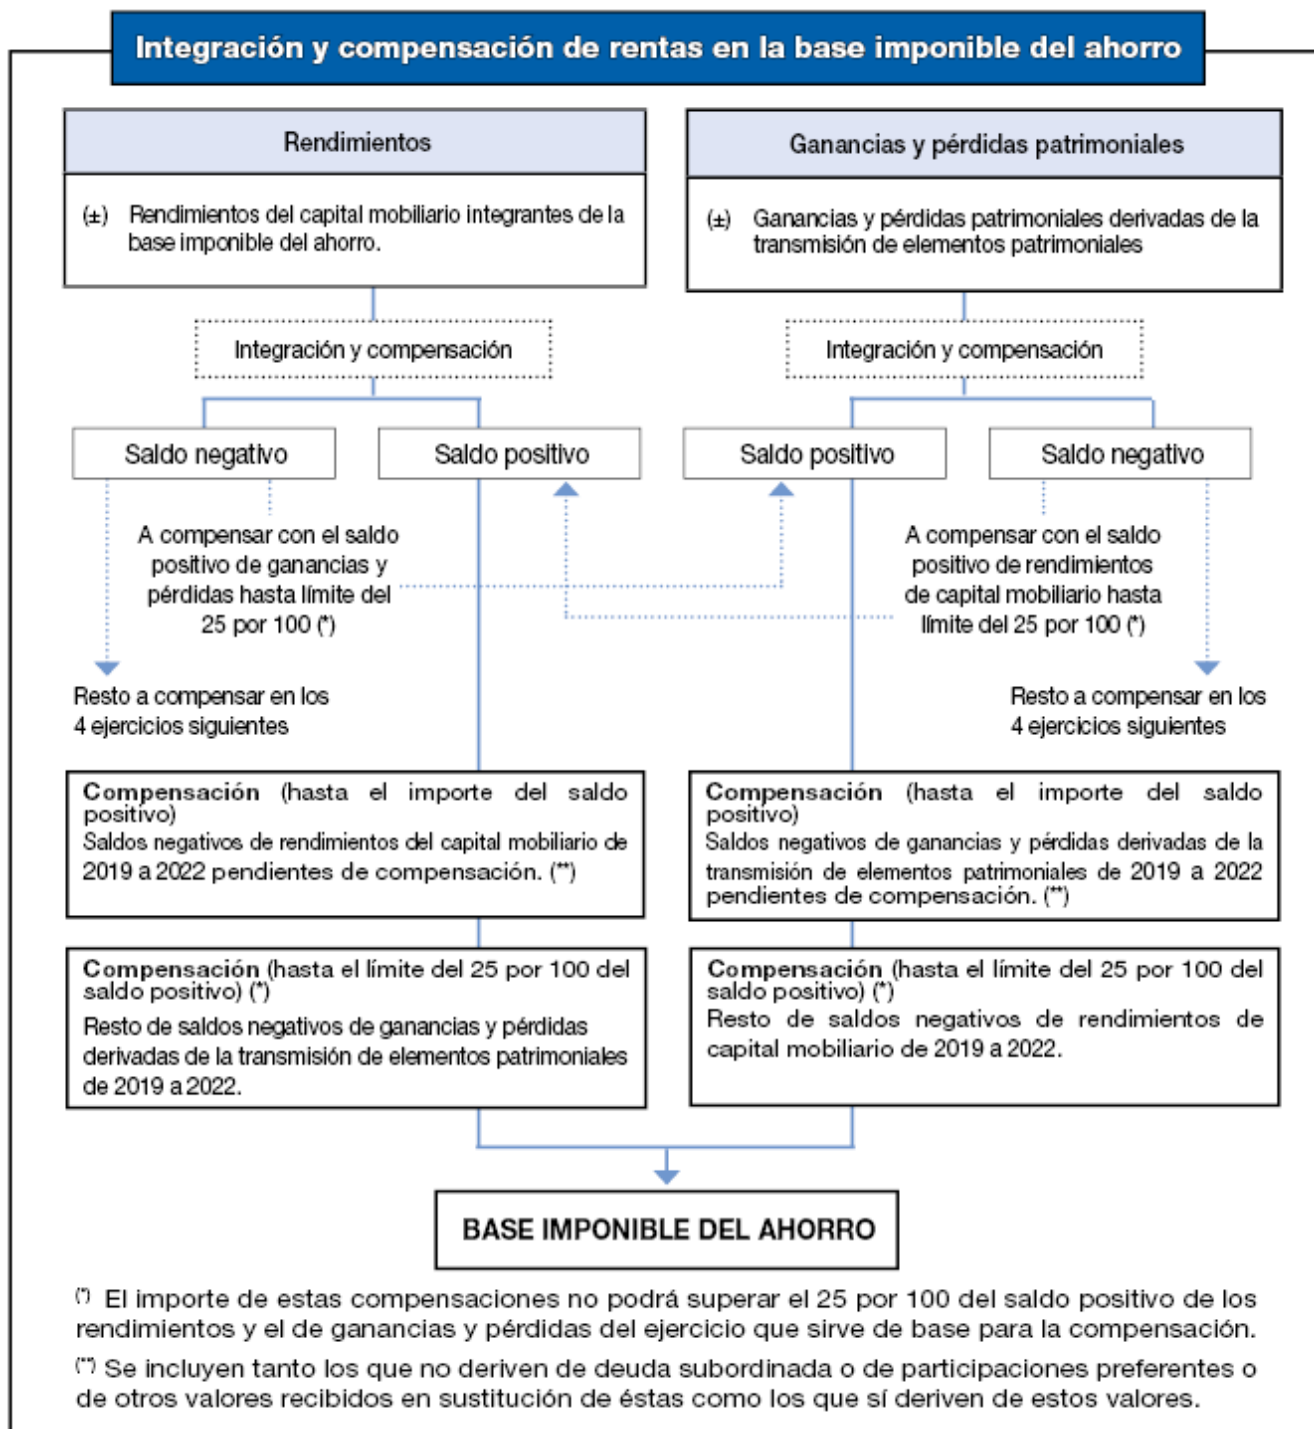 Integración y compensación de rentas en la base imponible del ahorro
Rendimientos
(±) Rendimientos del capital mobiliario integrantes de la
base imponible del ahorro.
Ganancias y pérdidas patrimoniales
(±) Ganancias y pérdidas patrimoniales derivadas de la
transmisión de elementos patrimoniales
Integración y compensación
Integración y compensación
Saldo negativo
Saldo positivo
Saldo positivo
Saldo negativo
A compensar con el saldo
positivo de ganancias y
pérdidas hasta límite del
25 por 100 (*)
A compensar con el saldo
positivo de rendimientos
de capital mobiliario hasta
límite del 25 por 100 (*)
Resto a compensar en los
4 ejercicios siguientes
Resto a compensar en los
4 ejercicios siguientes
Compensación (hasta el importe del saldo
positivo)
Saldos negativos de rendimientos del capital mobiliario de
2019 a 2022 pendientes de compensación. (**)
Compensación (hasta el importe del saldo
positivo)
Saldos negativos de ganancias y pérdidas derivadas de la
transmisión de elementos patrimoniales de 2019 a 2022
pendientes de compensación. (**)
Compensación (hasta el límite del 25 por 100 del
saldo positivo) (*)
Resto de saldos negativos de ganancias y pérdidas
derivadas de la transmisión de elementos patrimoniales
de 2019 a 2022.
Compensación (hasta el límite del 25 por 100 del
saldo positivo) (*)
Resto de saldos negativos de rendimientos de
capital mobiliario de 2019 a 2022.
BASE IMPONIBLE DEL AHORRO
(*) El importe de estas compensaciones no podrá superar el 25 por 100 del saldo positivo de los
rendimientos y el de ganancias y pérdidas del ejercicio que sirve de base para la compensación.
(**) Se incluyen tanto los que no deriven de deuda subordinada o de participaciones preferentes o
de otros valores recibidos en sustitución de éstas como los que sí deriven de estos valores.